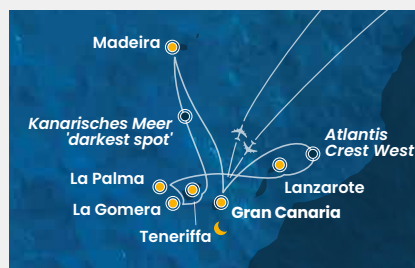 Madeira
Kanarisches Meer
'darkest spot'
Atlantis
Crest West
La Palma
Lanzarote
La Gomera
Gran Canaria
Teneriffa